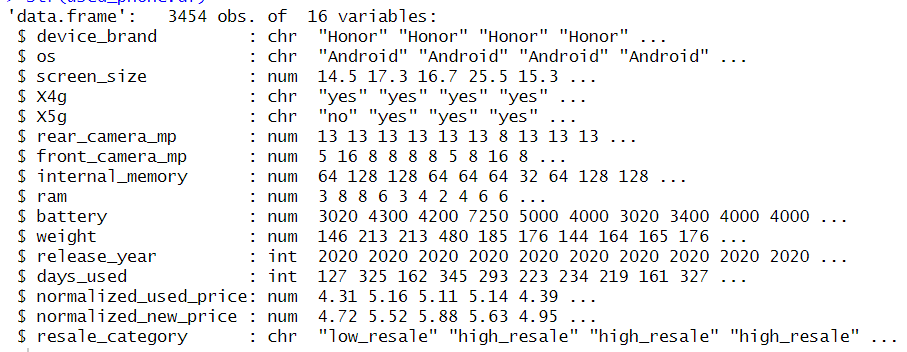 > str(used_phone.df)
'data.frame':   3454 obs. of  16 variables:
 $ device_brand         : chr  "Honor" "Honor" "Honor" "Honor" ...
 $ os                   : chr  "Android" "Android" "Android" "Android" ...
 $ screen_size          : num  14.5 17.3 16.7 25.5 15.3 ...
 $ X4g                  : chr  "yes" "yes" "yes" "yes" ...
 $ X5g                  : chr  "no" "yes" "yes" "yes" ...
 $ rear_camera_mp       : num  13 13 13 13 13 13 8 13 13 13 ...
 $ front_camera_mp      : num  5 16 8 8 8 8 5 8 16 8 ...
 $ internal_memory      : num  64 128 128 64 64 64 32 64 128 128 ...
 $ ram                  : num  3 8 8 6 3 4 2 4 6 6 ...
 $ battery              : num  3020 4300 4200 7250 5000 4000 3020 3400 4000 4000 ...
 $ weight               : num  146 213 213 480 185 176 144 164 165 176 ...
 $ release_year         : int  2020 2020 2020 2020 2020 2020 2020 2020 2020 2020 ...
 $ days_used            : int  127 325 162 345 293 223 234 219 161 327 ...
 $ normalized_used_price: num  4.31 5.16 5.11 5.14 4.39 ...
 $ normalized_new_price : num  4.72 5.52 5.88 5.63 4.95 ...
 $ resale_category      : chr  "low_resale" "high_resale" "high_resale" "high_resale" ...